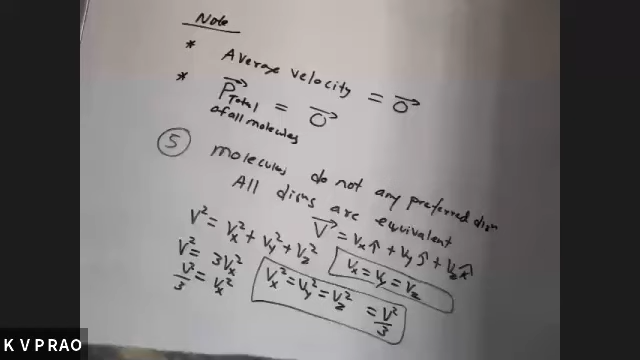 Note
* Average velocity = 0⃗
* P⃗Total = 0⃗
of all molecules
⑤ molecules do not any preferred dirn
All dirns are equivalent
V⃗ = Vx î + Vy ĵ + Vz k̂
V² = Vx² + Vy² + Vz²
Vx = Vy = Vz
V² = 3Vx²
V²/3 = Vx²
Vx² = Vy² = Vz² = V²/3
K V P RAO